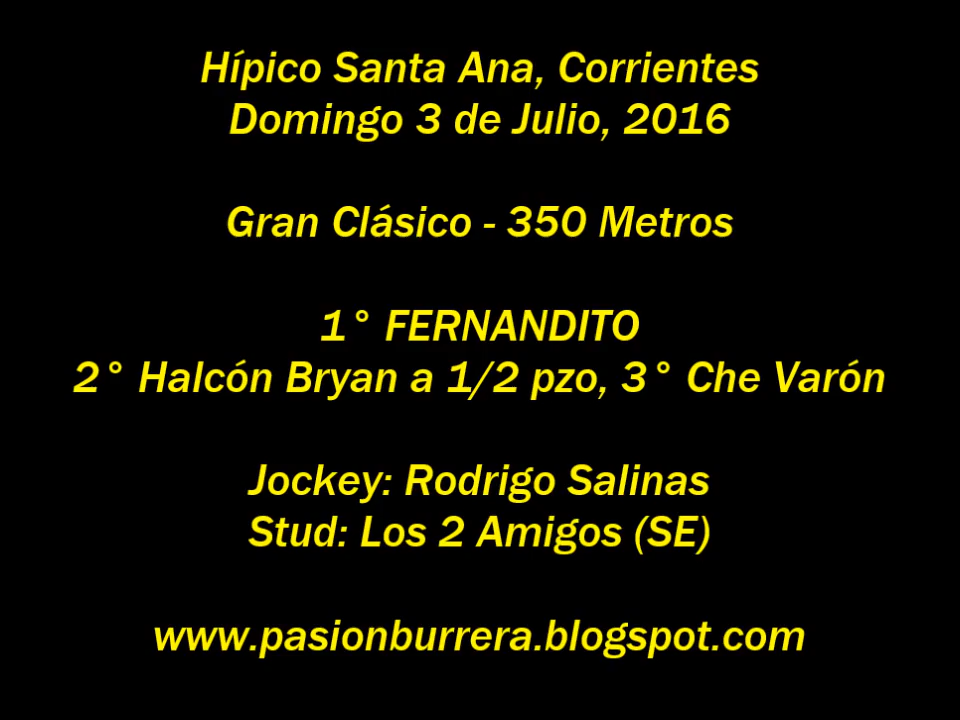 Hípico Santa Ana, Corrientes
Domingo 3 de Julio, 2016
Gran Clásico - 350 Metros
1° FERNANDITO
2° Halcón Bryan a 1/2 pzo, 3° Che Varón
Jockey: Rodrigo Salinas
Stud: Los 2 Amigos (SE)
www.pasionburrera.blogspot.com